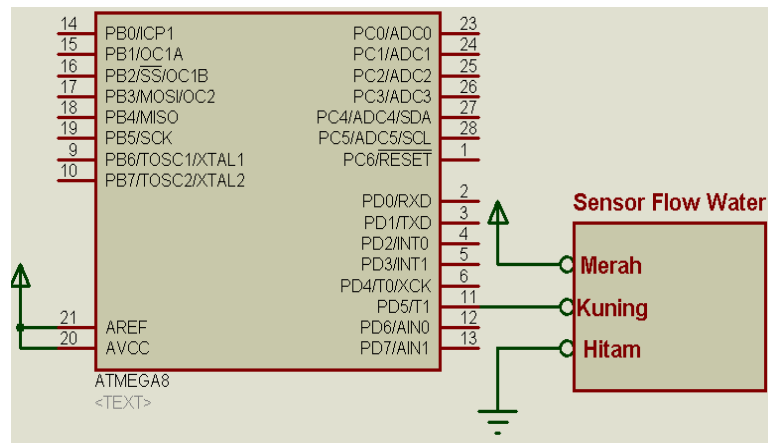 14 PB0/ICP1 PC0/ADC0 23
15 PB1/OC1A PC1/ADC1 24
16 PB2/SS/OC1B PC2/ADC2 25
17 PB3/MOSI/OC2 PC3/ADC3 26
18 PB4/MISO PC4/ADC4/SDA 27
19 PB5/SCK PC5/ADC5/SCL 28
9 PB6/TOSC1/XTAL1 PC6/RESET 1
10 PB7/TOSC2/XTAL2
PD0/RXD 2
PD1/TXD 3
PD2/INT0 4
PD3/INT1 5
PD4/T0/XCK 6
PD5/T1 11
21 AREF PD6/AIN0 12
20 AVCC PD7/AIN1 13
ATMEGA8
<TEXT>
Sensor Flow Water
Merah
Kuning
Hitam